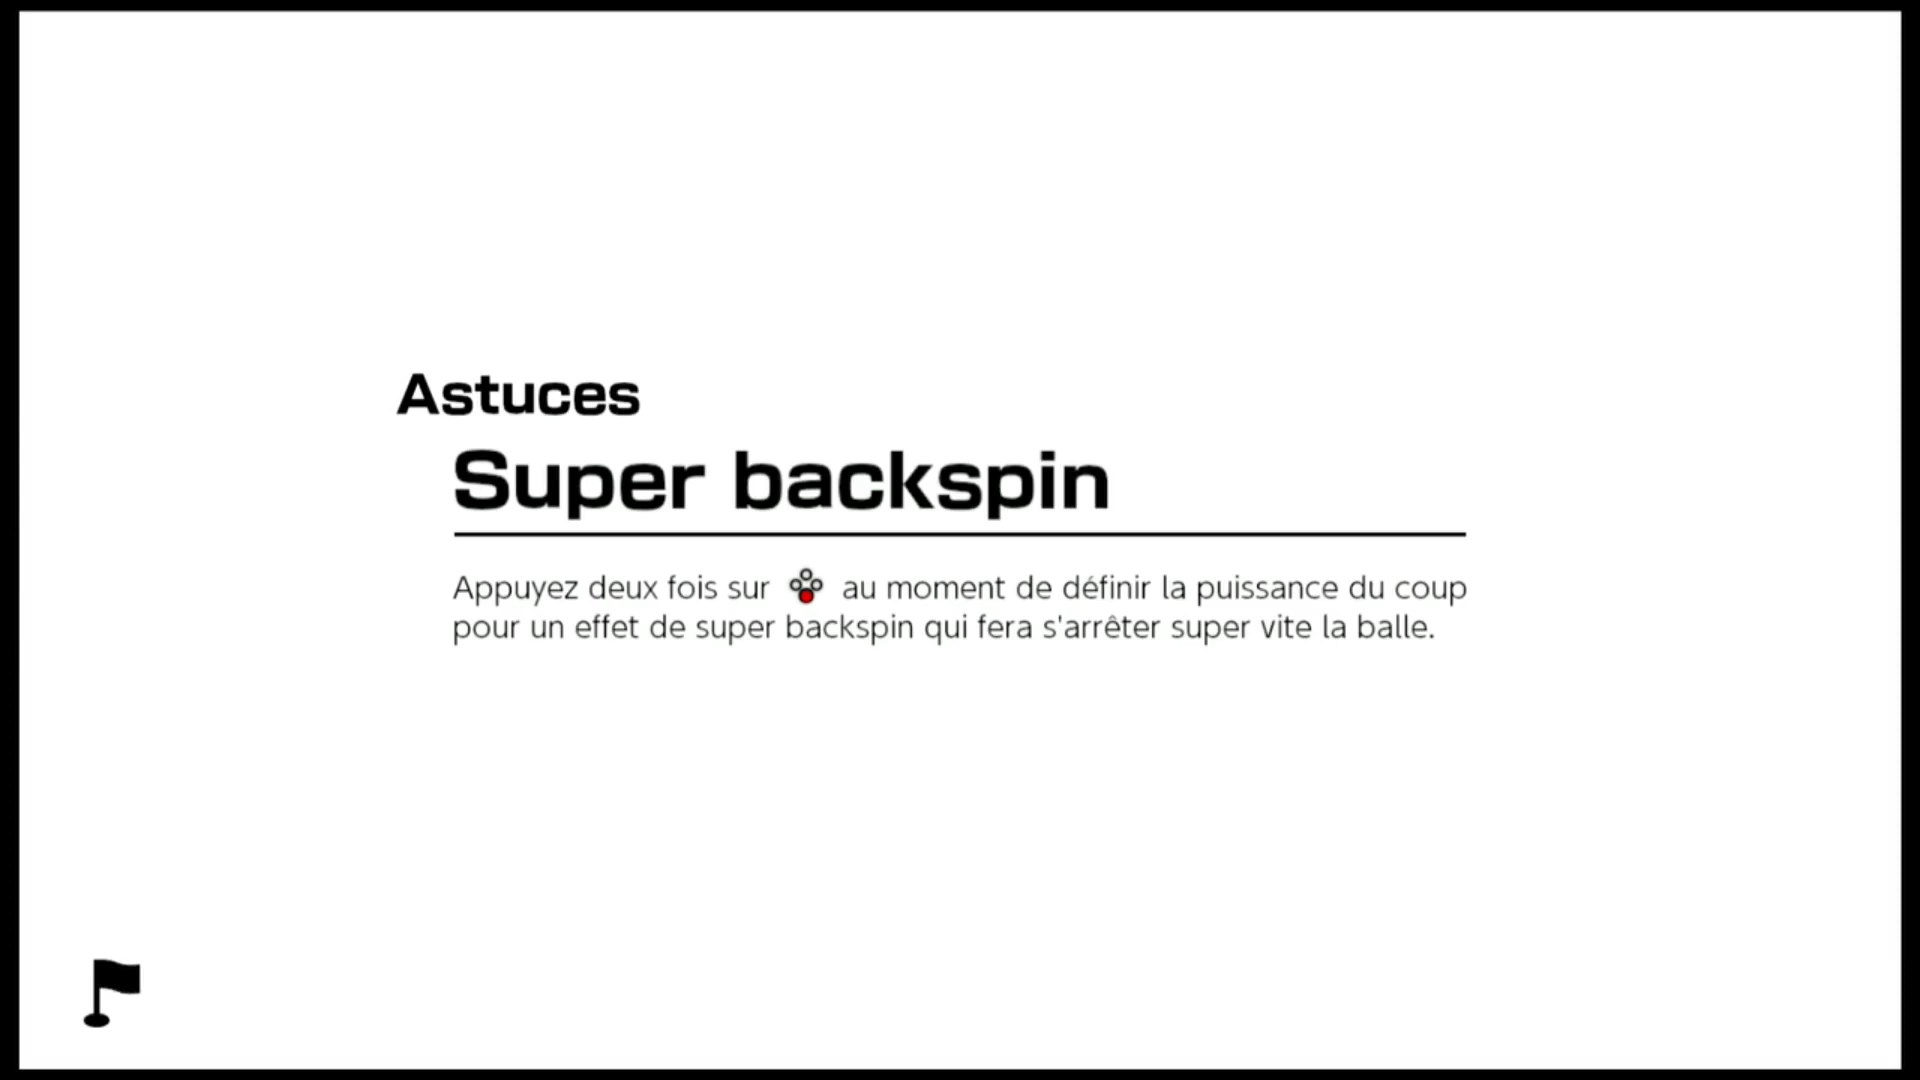 Astuces
Super backspin
Appuyez deux fois sur au moment de définir la puissance du coup
pour un effet de super backspin qui fera s'arrêter super vite la balle.